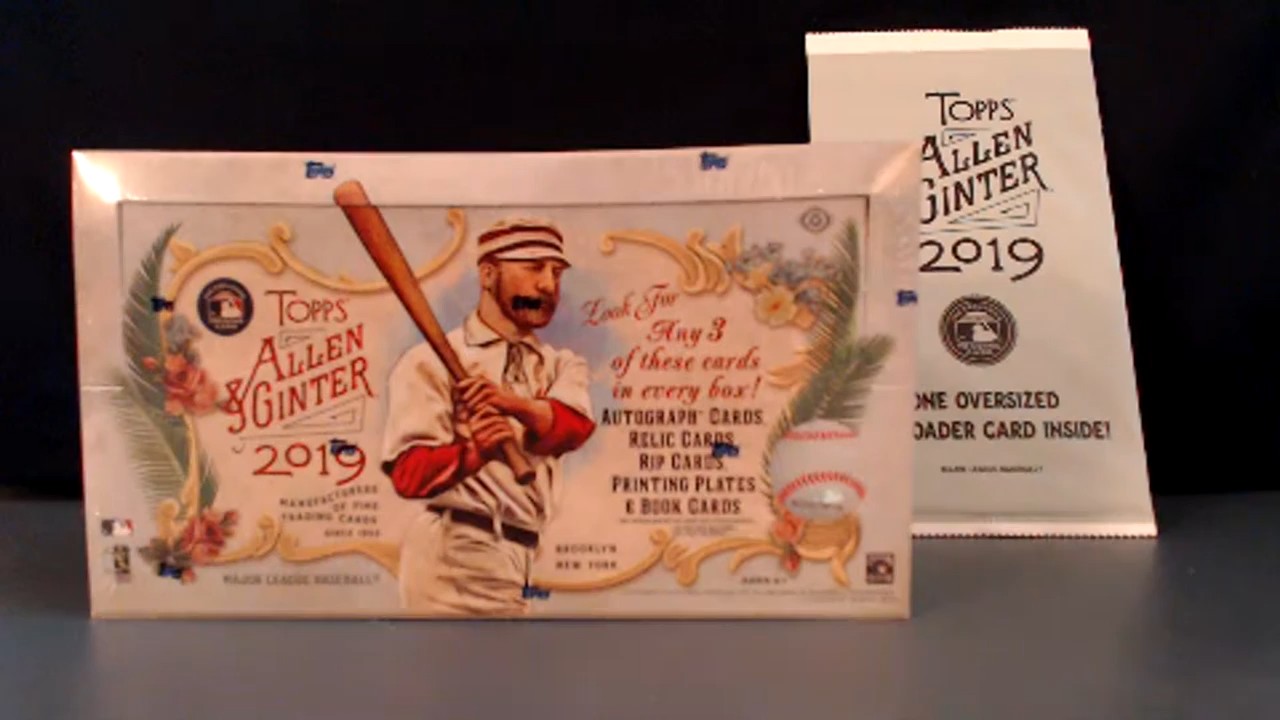 TOPPS
ALLEN
& GINTER
2019
MANUFACTURERS
OF FINE
TRADING CARDS
SINCE 1952
MAJOR LEAGUE BASEBALL
Look For
Any 3
of these cards
in every box!
AUTOGRAPH CARDS,
RELIC CARDS,
RIP CARDS,
PRINTING PLATES
& BOOK CARDS
BROOKLYN
NEW YORK
TOPPS
ALLEN
GINTER
2019
ONE OVERSIZED
OADER CARD INSIDE!